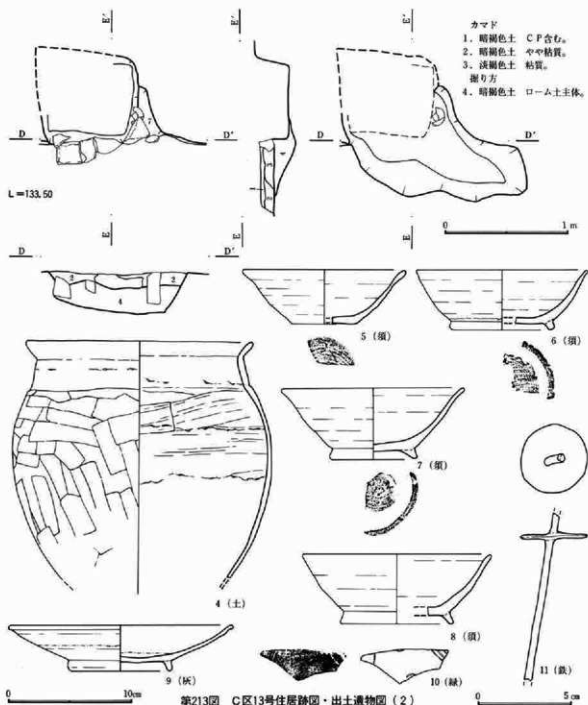 カマド
1. 暗褐色土 CP含む。
2. 暗褐色土 やや粘質。
3. 淡褐色土 粘質。
掘り方
4. 暗褐色土 ローム土主体。
E'
E'
D
D'
D'
D
D'
L=133.50
E
E
0 1m
D
D'
E
2
2
4
5(須)
6(須)
7(須)
4(土)
8(須)
9(灰)
10(緑)
11(鉄)
0 10cm
第213図 C区13号住居跡図・出土遺物図(2)
0 5cm